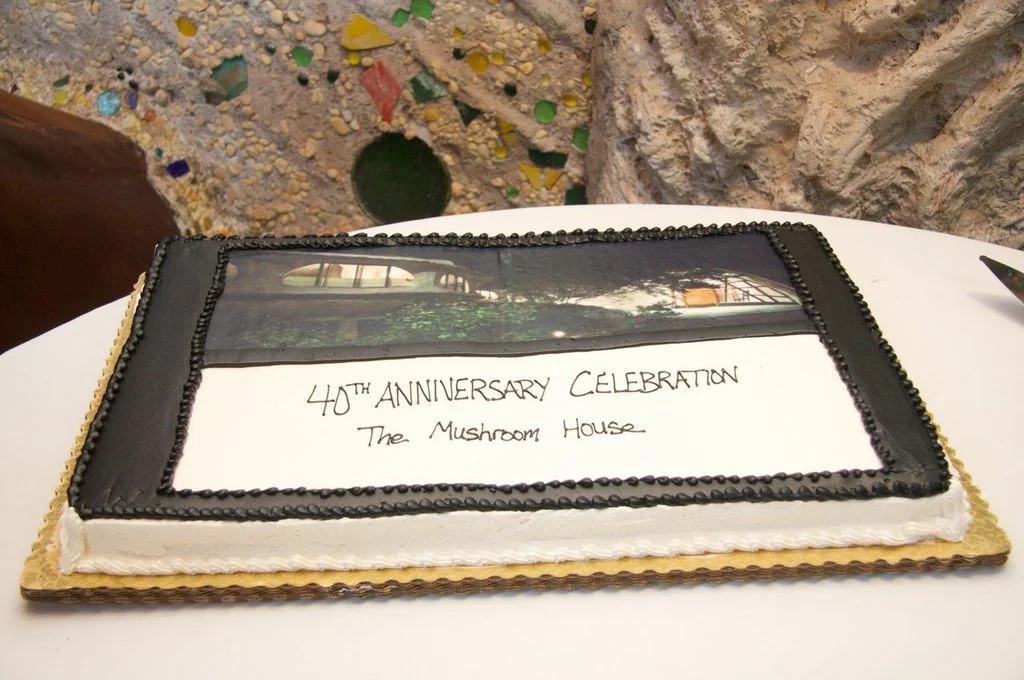 40TH ANNIVERSARY CELEBRATION
The Mushroom House